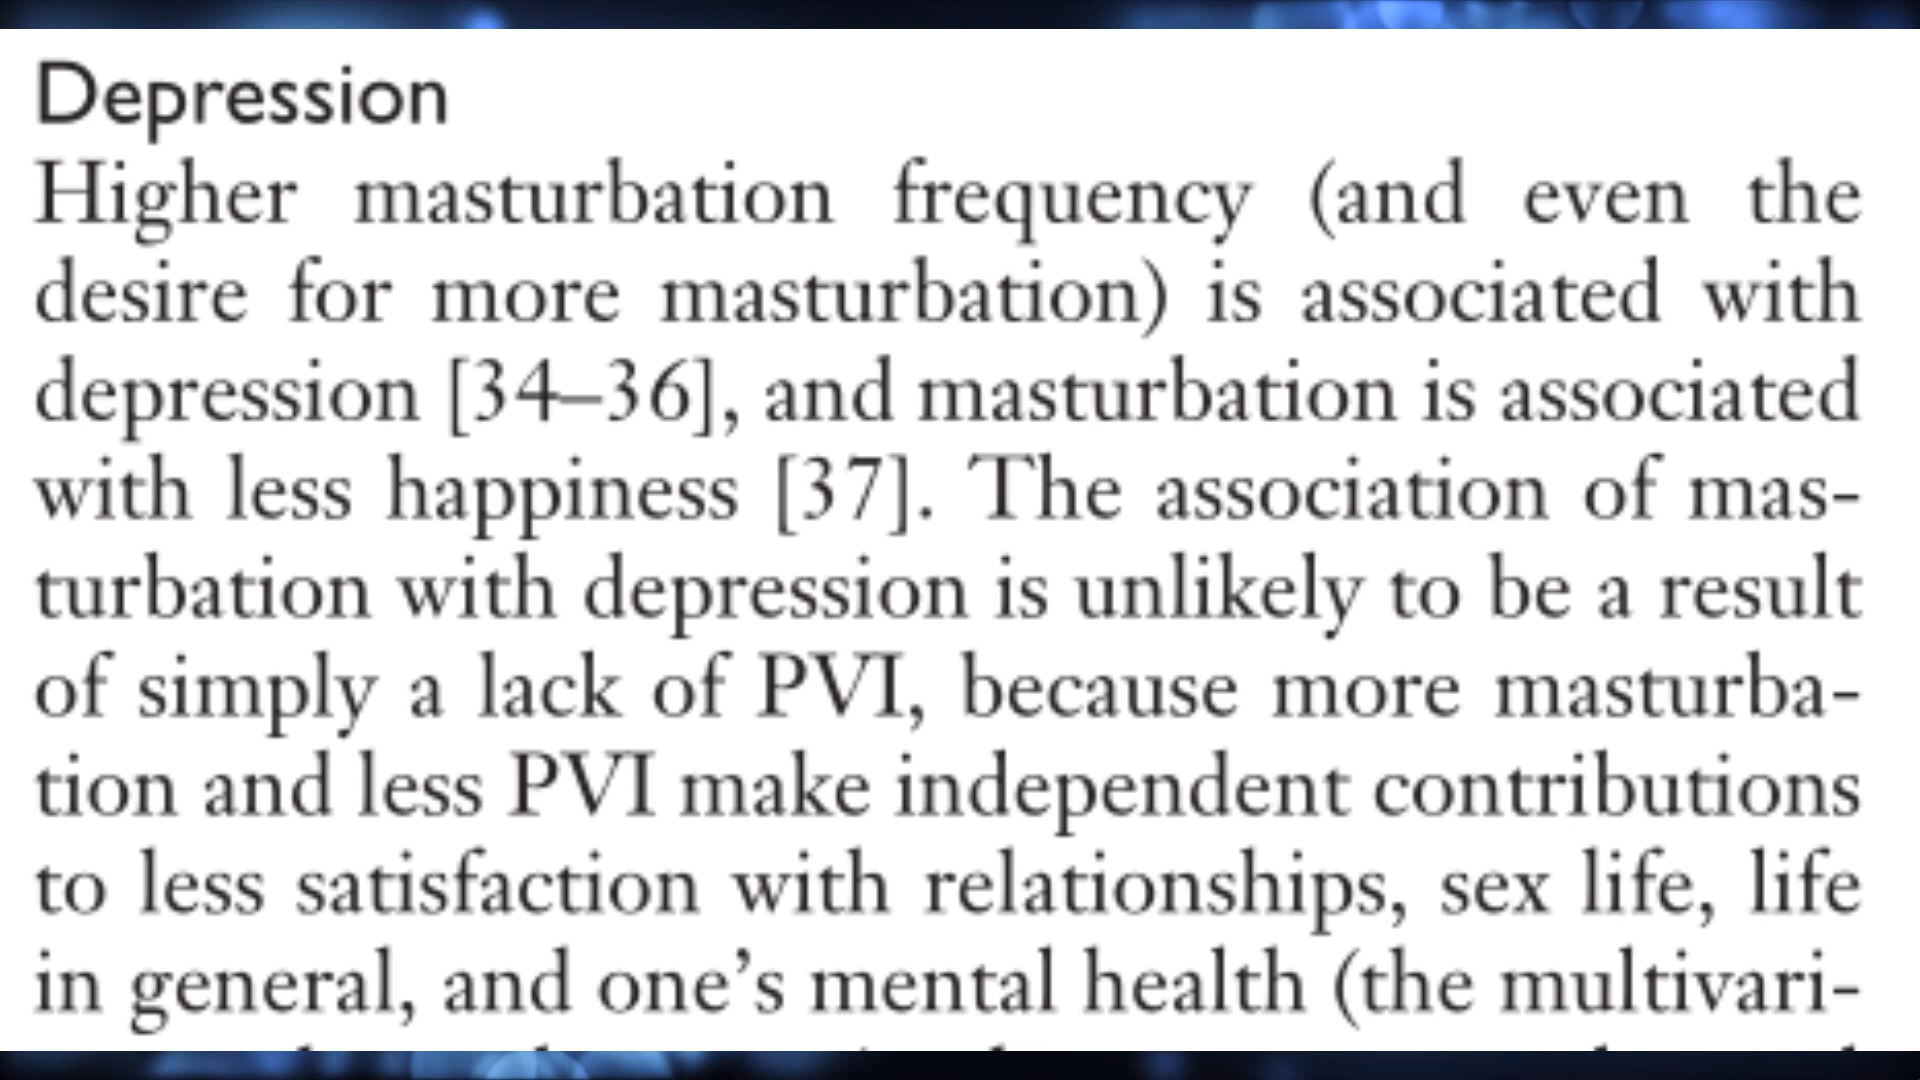 Depression
Higher masturbation frequency (and even the
desire for more masturbation) is associated with
depression [34–36], and masturbation is associated
with less happiness [37]. The association of mas-
turbation with depression is unlikely to be a result
of simply a lack of PVI, because more masturba-
tion and less PVI make independent contributions
to less satisfaction with relationships, sex life, life
in general, and one's mental health (the multivari-